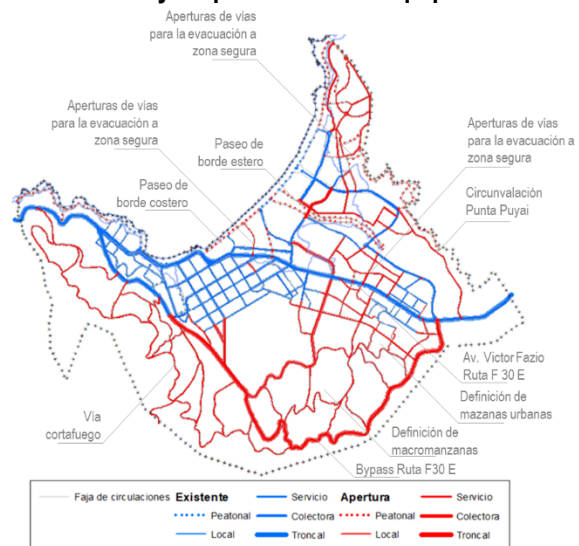 Aperturas de vías
para la evacuación a
zona segura
Aperturas de vías
para la evacuación a
zona segura
Paseo de
borde estero
Paseo de
borde costero
Aperturas de vías
para la evacuación a
zona segura
Circunvalación
Punta Puyai
Av. Victor Fazio
Ruta F 30 E
Definición de
mazanas urbanas
Definición de
macromanzanas
Bypass Ruta F30 E
Vía
cortafuego
Faja de circulaciones Existente Servicio Apertura Servicio
Peatonal Colectora Peatonal Colectora
Local Troncal Local Troncal